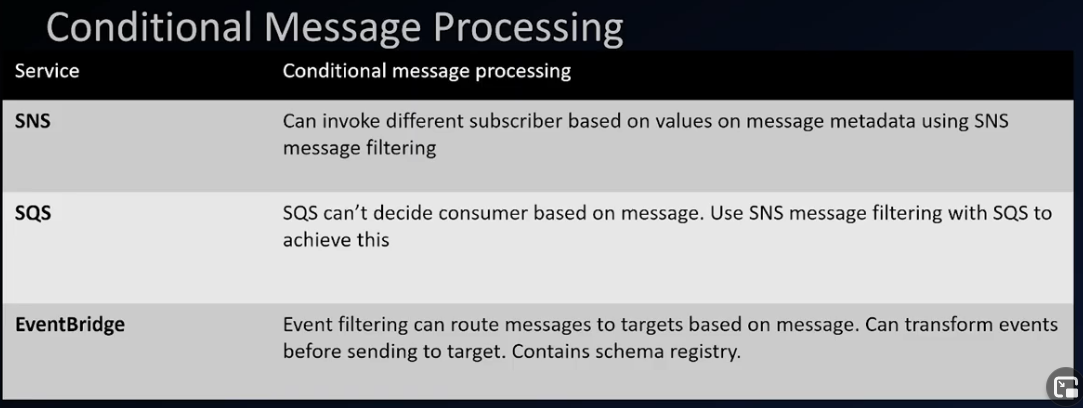 Conditional Message Processing
Service
Conditional message processing
SNS
Can invoke different subscriber based on values on message metadata using SNS
message filtering
SQS
SQS can’t decide consumer based on message. Use SNS message filtering with SQS to
achieve this
EventBridge
Event filtering can route messages to targets based on message. Can transform events
before sending to target. Contains schema registry.